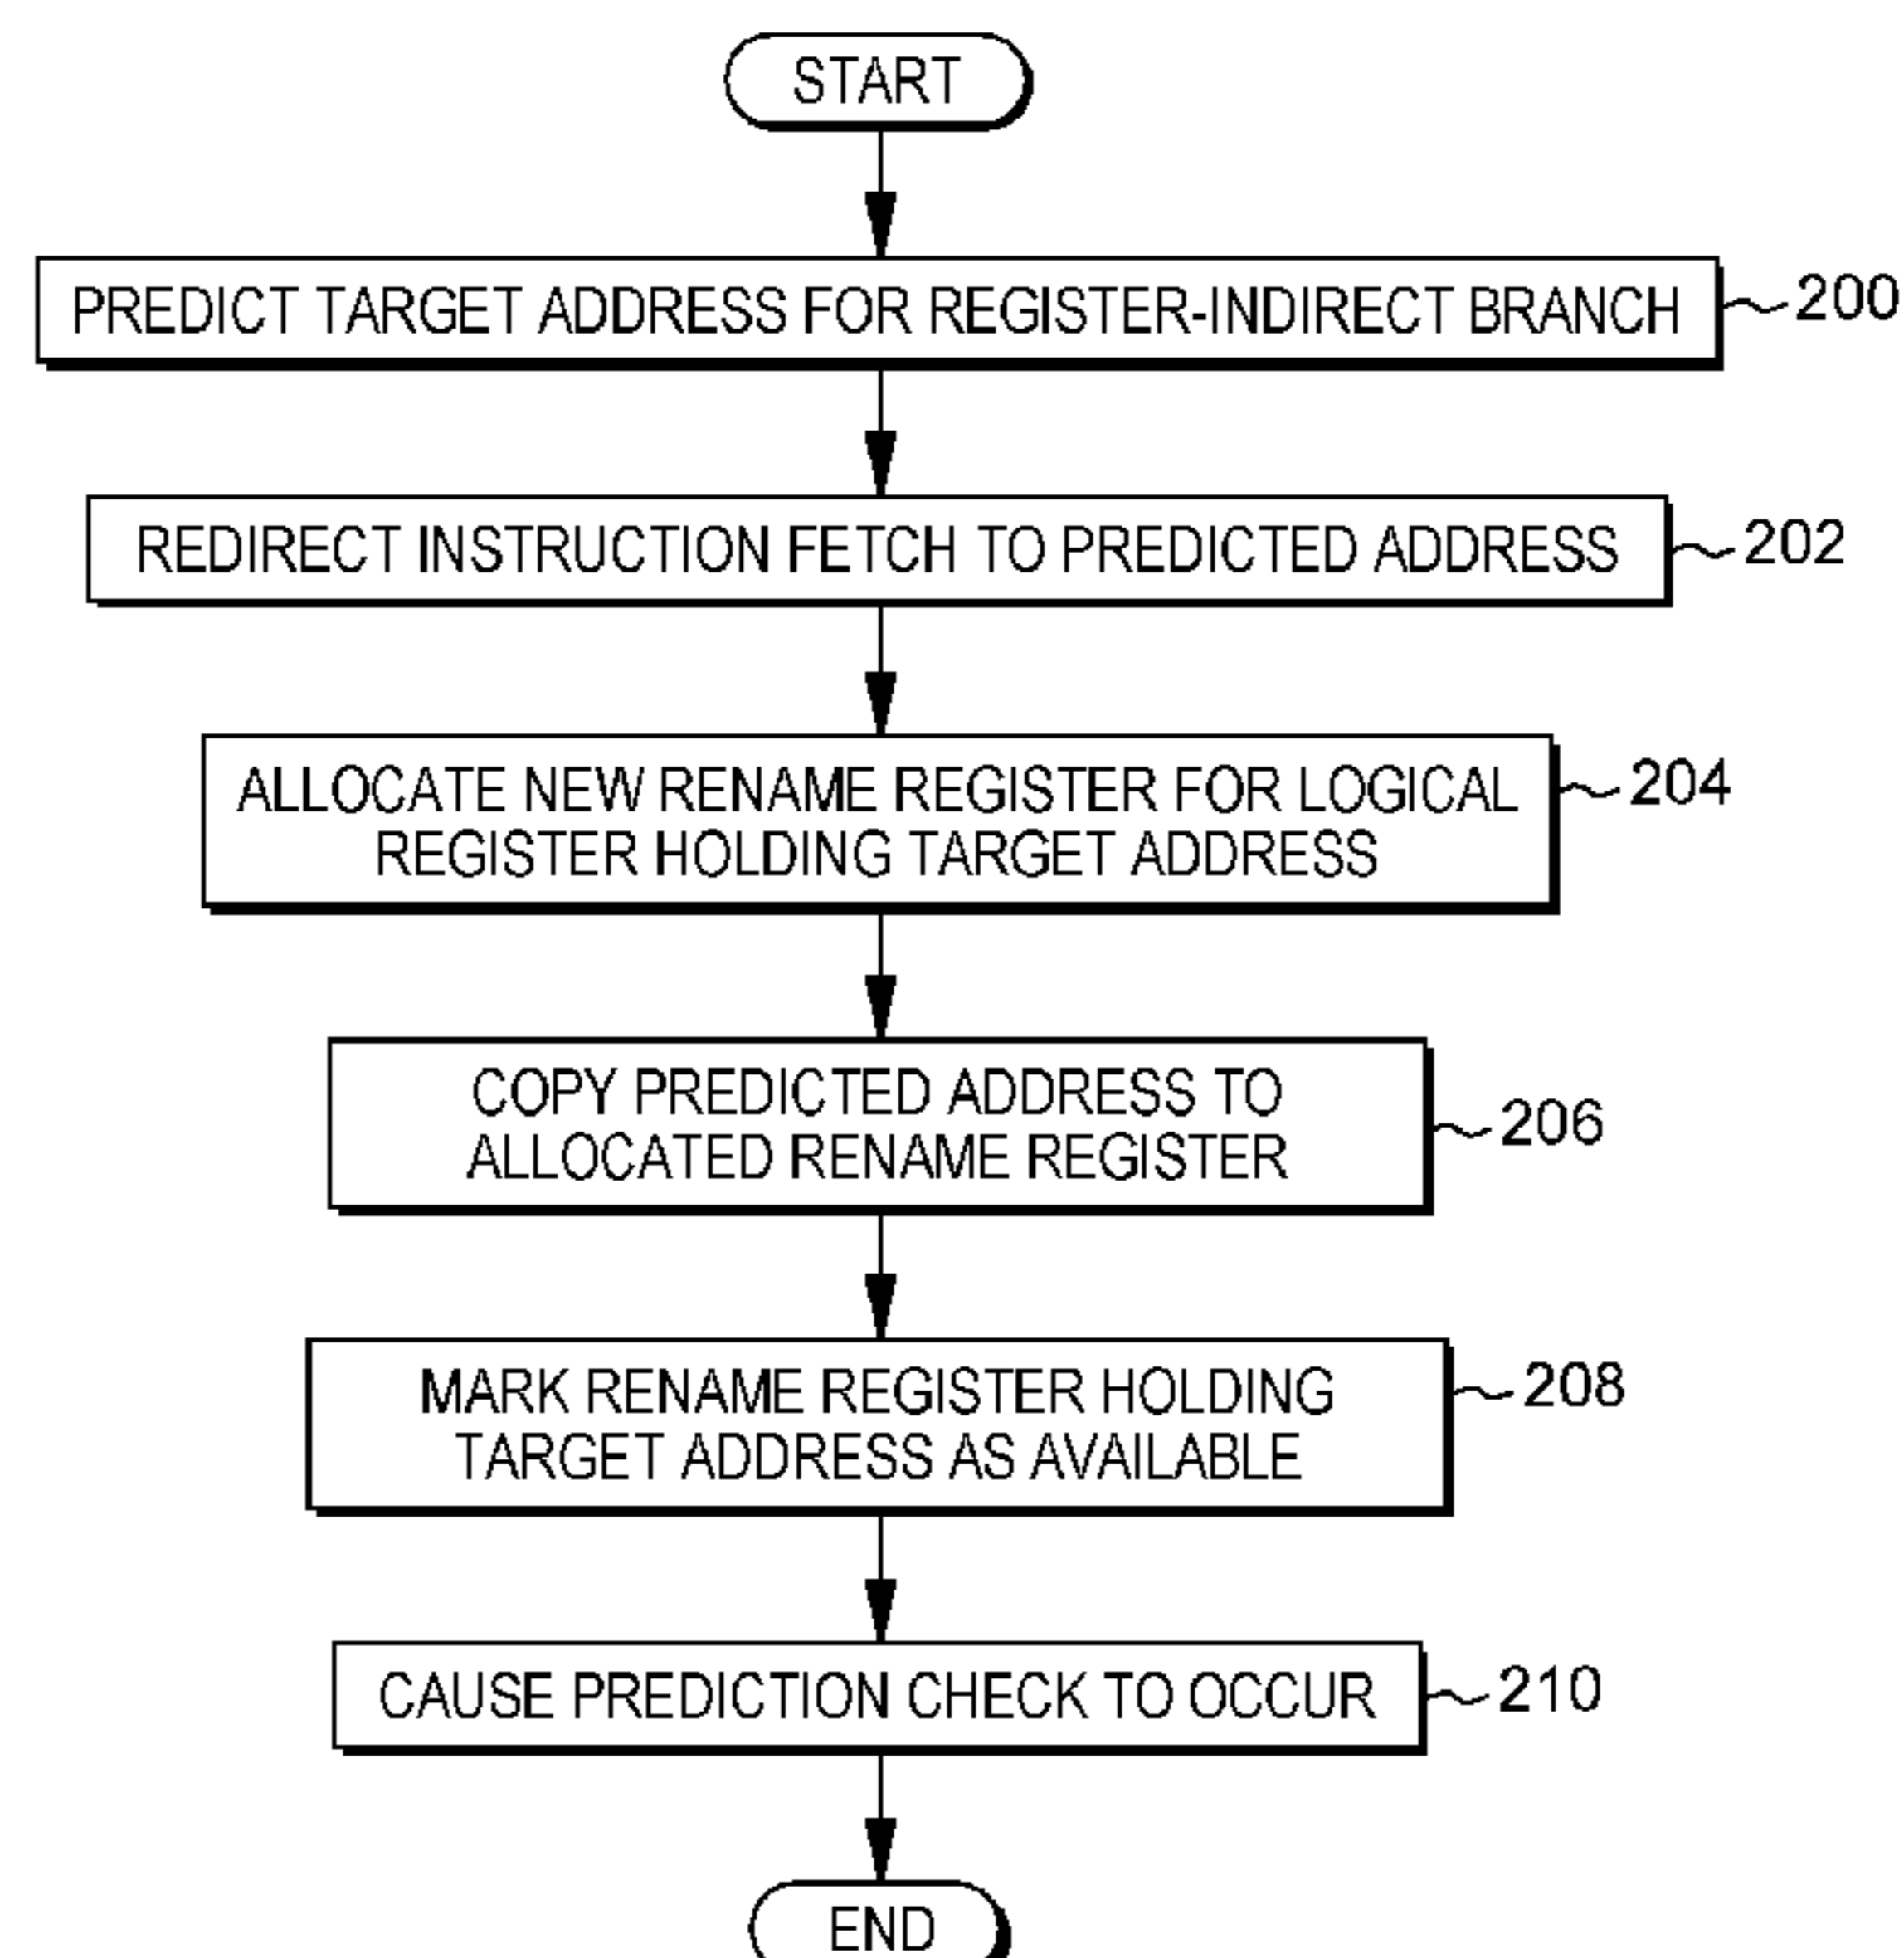 START
PREDICT TARGET ADDRESS FOR REGISTER-INDIRECT BRANCH
200
REDIRECT INSTRUCTION FETCH TO PREDICTED ADDRESS
202
ALLOCATE NEW RENAME REGISTER FOR LOGICAL
REGISTER HOLDING TARGET ADDRESS
204
COPY PREDICTED ADDRESS TO
ALLOCATED RENAME REGISTER
206
MARK RENAME REGISTER HOLDING
TARGET ADDRESS AS AVAILABLE
208
CAUSE PREDICTION CHECK TO OCCUR
210
END